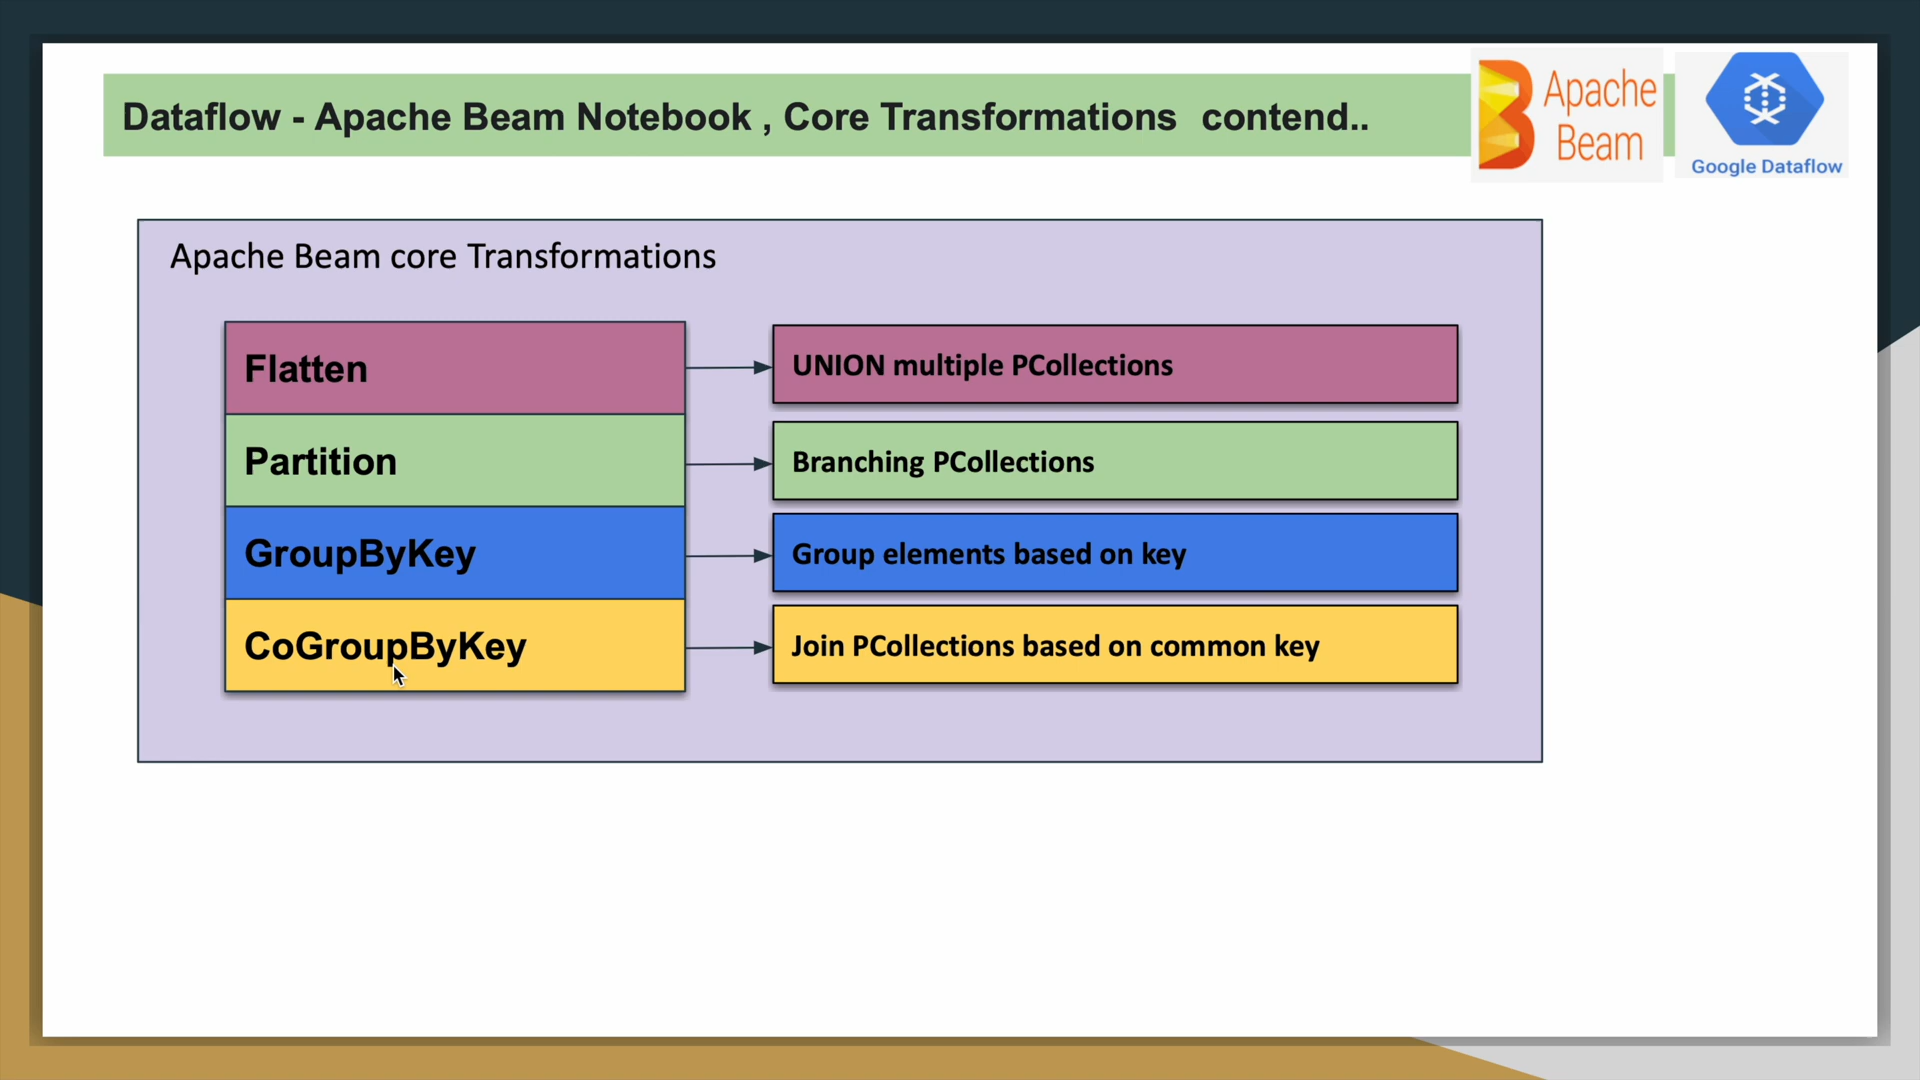 Dataflow - Apache Beam Notebook , Core Transformations contend..
Apache
Beam
Google Dataflow
Apache Beam core Transformations
Flatten
UNION multiple PCollections
Partition
Branching PCollections
GroupByKey
Group elements based on key
CoGroupByKey
Join PCollections based on common key